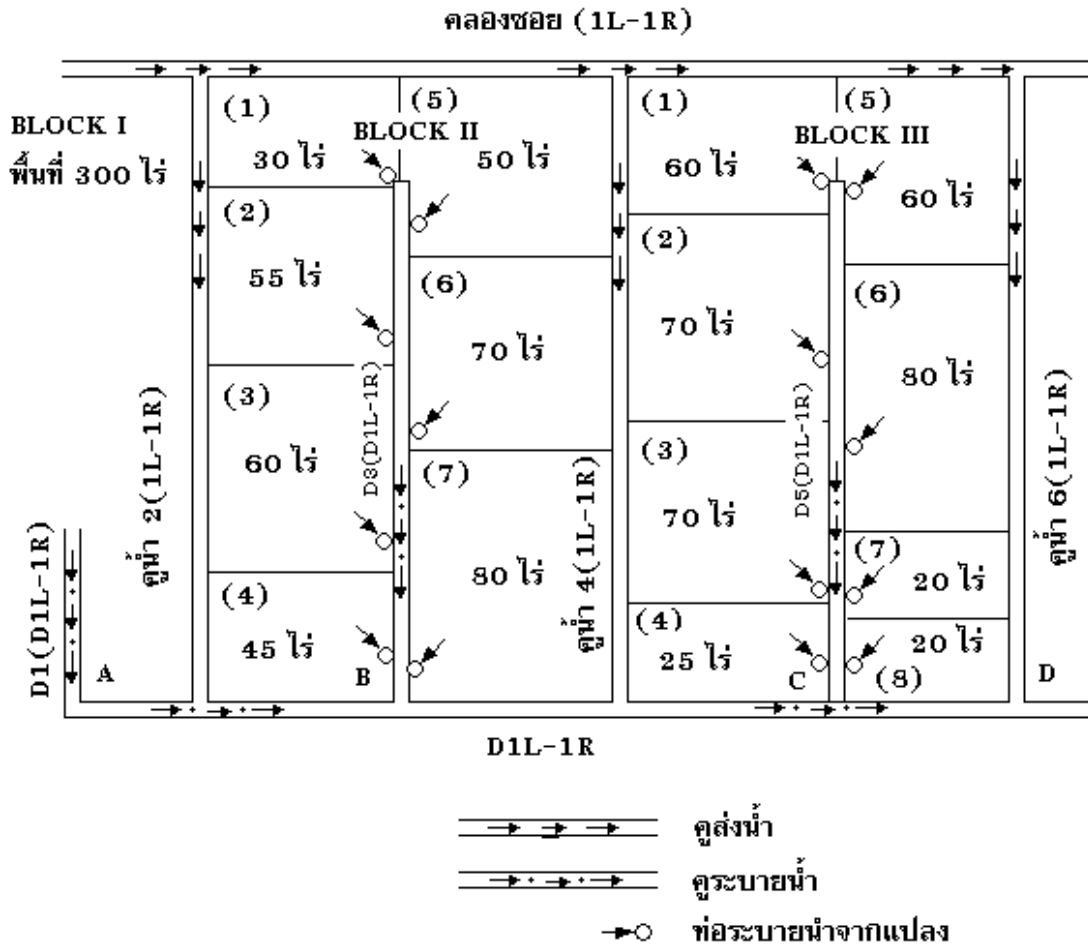 คลองซอย (1L-1R)
BLOCK I
พื้นที่ 300 ไร่
(1)
30 ไร่
(2)
55 ไร่
(3)
60 ไร่
(4)
45 ไร่
BLOCK II
(5)
50 ไร่
(6)
70 ไร่
(7)
80 ไร่
(1)
60 ไร่
(2)
70 ไร่
(3)
70 ไร่
(4)
25 ไร่
BLOCK III
(5)
60 ไร่
(6)
80 ไร่
(7)
20 ไร่
20 ไร่
(8)
D1(D1L-1R)
คูน้ำ 2(1L-1R)
D3(D1L-1R)
คูน้ำ 4(1L-1R)
D5(D1L-1R)
คูน้ำ 6(1L-1R)
A
B
C
D
D1L-1R
คูส่งน้ำ
คูระบายน้ำ
ท่อระบายน้ำจากแปลง